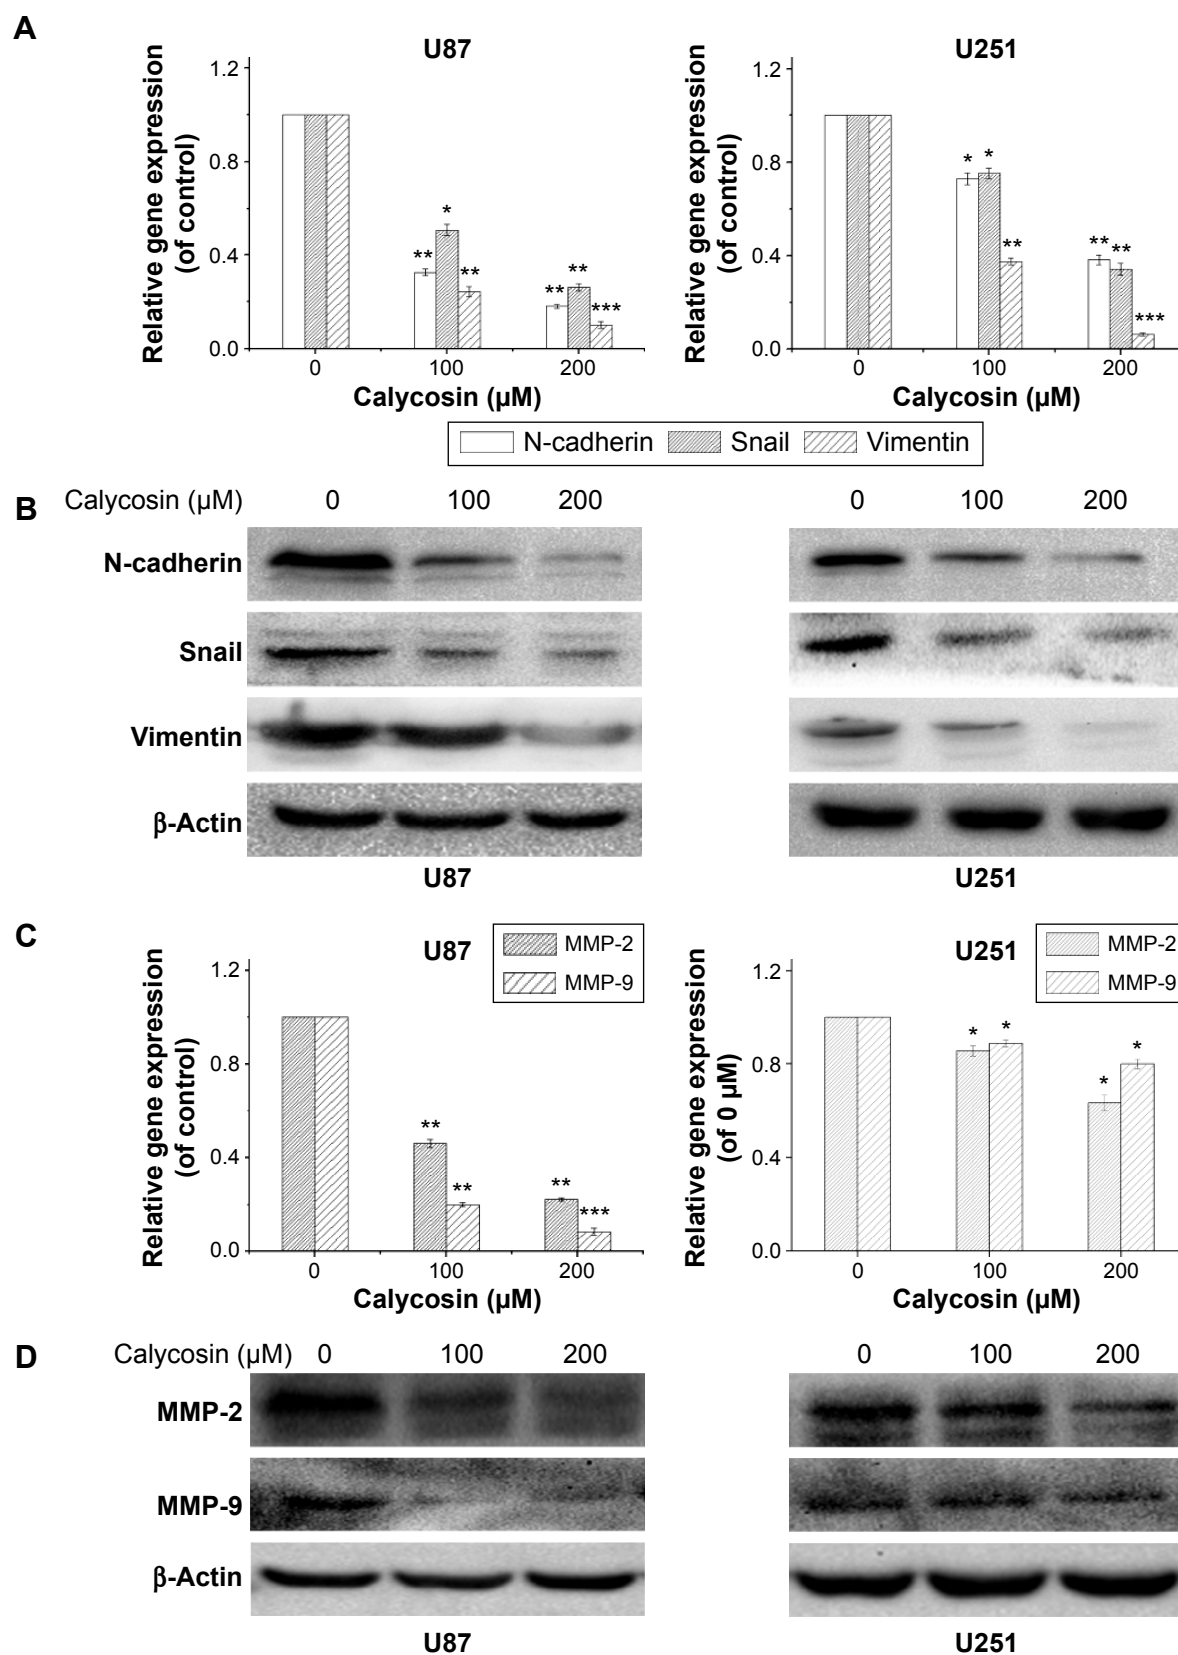 A
U87
U251
Relative gene expression
(of control)
1.2
0.8
0.4
0.0
**
*
**
**
**
***
0
100
200
Calycosin (µM)
Relative gene expression
(of control)
1.2
0.8
0.4
0.0
*
*
**
**
**
***
0
100
200
Calycosin (µM)
N-cadherin Snail Vimentin
B
Calycosin (µM) 0 100 200 0 100 200
N-cadherin
Snail
Vimentin
β-Actin
U87 U251
C
U87
MMP-2
MMP-9
Relative gene expression
(of control)
1.2
0.8
0.4
0.0
**
**
**
***
0
100
200
Calycosin (µM)
U251
MMP-2
MMP-9
Relative gene expression
(of 0 µM)
1.2
0.8
0.4
0.0
*
*
*
*
0
100
200
Calycosin (µM)
D
Calycosin (µM) 0 100 200 0 100 200
MMP-2
MMP-9
β-Actin
U87 U251